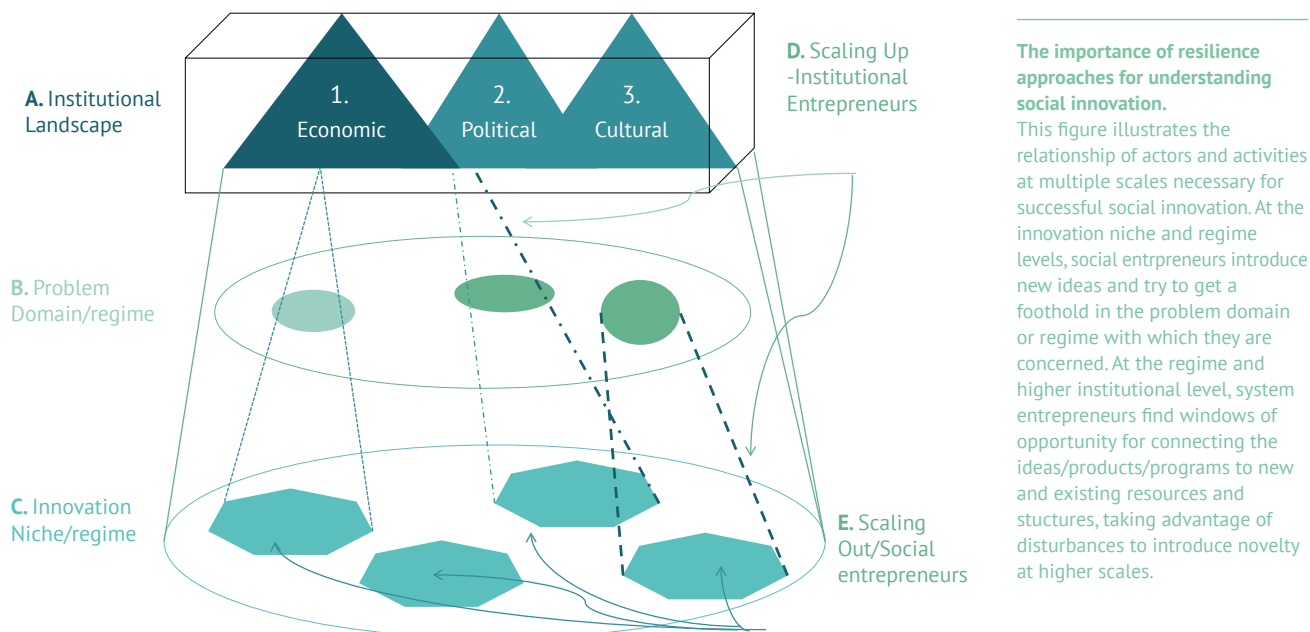 A. Institutional
Landscape
1.
Economic
2.
Political
3.
Cultural
D. Scaling Up
-Institutional
Entrepreneurs
B. Problem
Domain/regime
C. Innovation
Niche/regime
E. Scaling
Out/Social
entrepreneurs
The importance of resilience
approaches for understanding
social innovation.
This figure illustrates the
relationship of actors and activities
at multiple scales necessary for
successful social innovation. At the
innovation niche and regime
levels, social entrpreneurs introduce
new ideas and try to get a
foothold in the problem domain
or regime with which they are
concerned. At the regime and
higher institutional level, system
entrepreneurs find windows of
opportunity for connecting the
ideas/products/programs to new
and existing resources and
stuctures, taking advantage of
disturbances to introduce novelty
at higher scales.